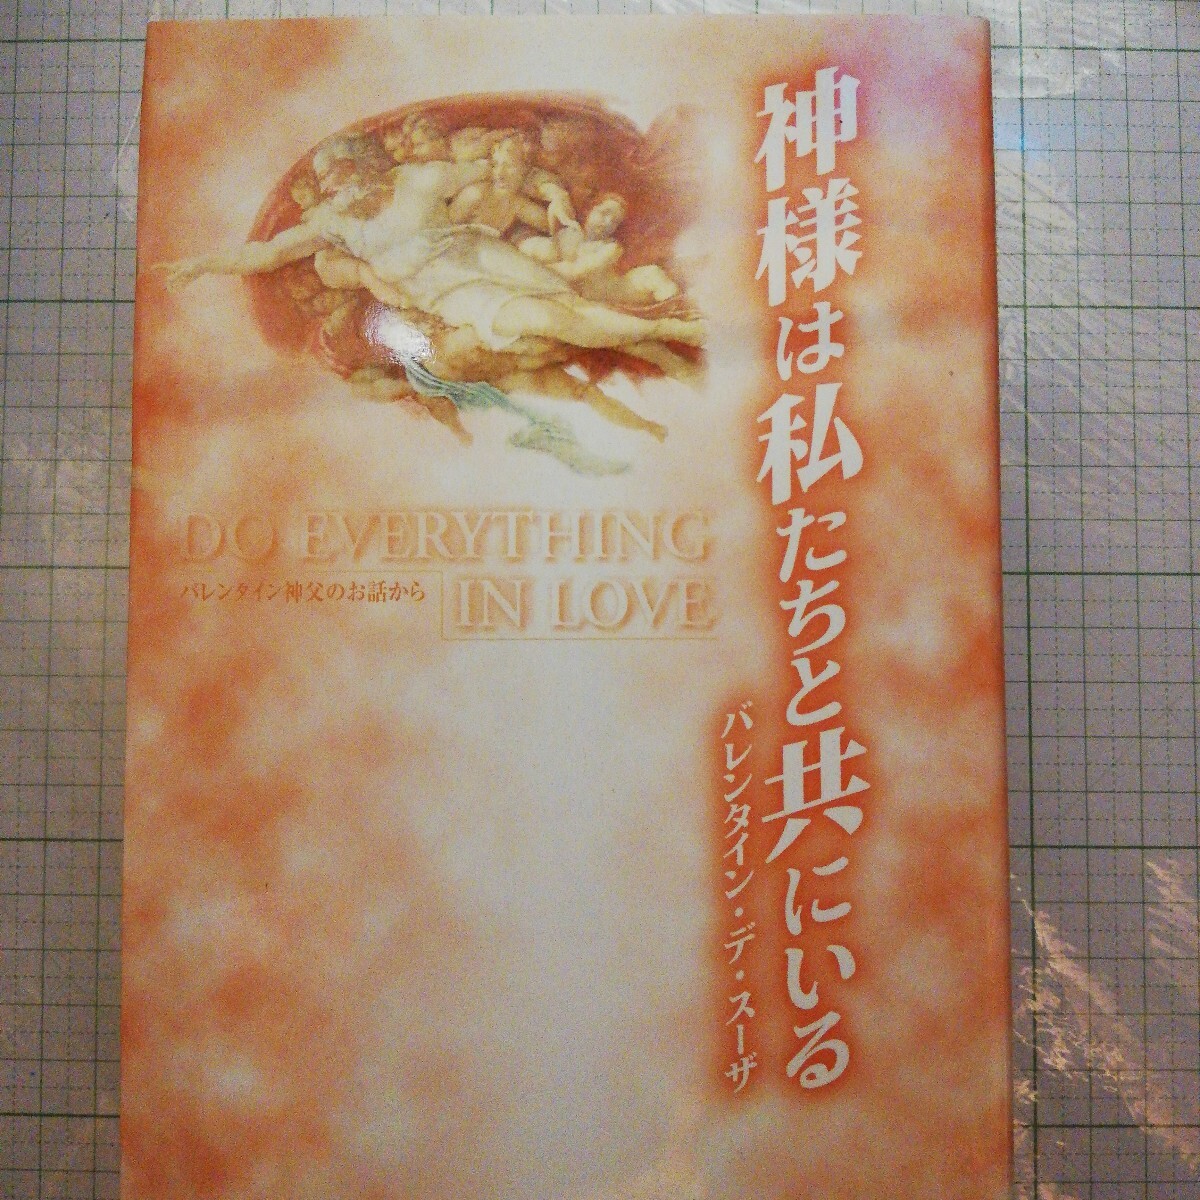 神様は私たちと共にいる
バレンタイン・デ・スーザ
DO EVERYTHING
IN LOVE
バレンタイン神父のお話から